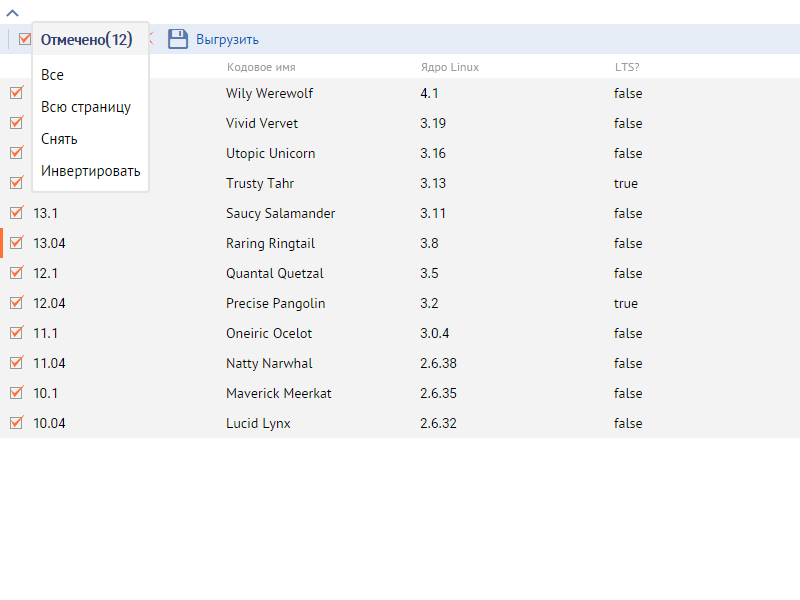 Отмечено(12)
Выгрузить
Все
Всю страницу
Снять
Инвертировать
Кодовое имя Ядро Linux LTS?
Wily Werewolf 4.1 false
Vivid Vervet 3.19 false
Utopic Unicorn 3.16 false
Trusty Tahr 3.13 true
13.1 Saucy Salamander 3.11 false
13.04 Raring Ringtail 3.8 false
12.1 Quantal Quetzal 3.5 false
12.04 Precise Pangolin 3.2 true
11.1 Oneiric Ocelot 3.0.4 false
11.04 Natty Narwhal 2.6.38 false
10.1 Maverick Meerkat 2.6.35 false
10.04 Lucid Lynx 2.6.32 false